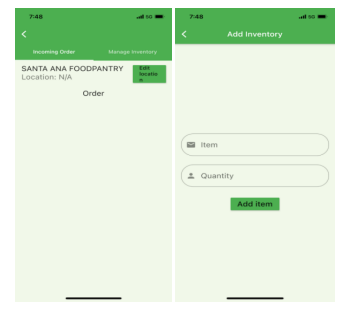 7:48
5G
Incoming Order
Manage Inventory
SANTA ANA FOODPANTRY
Location: N/A
Edit
locatio
n
Order
7:48
5G
Add Inventory
Item
Quantity
Add item